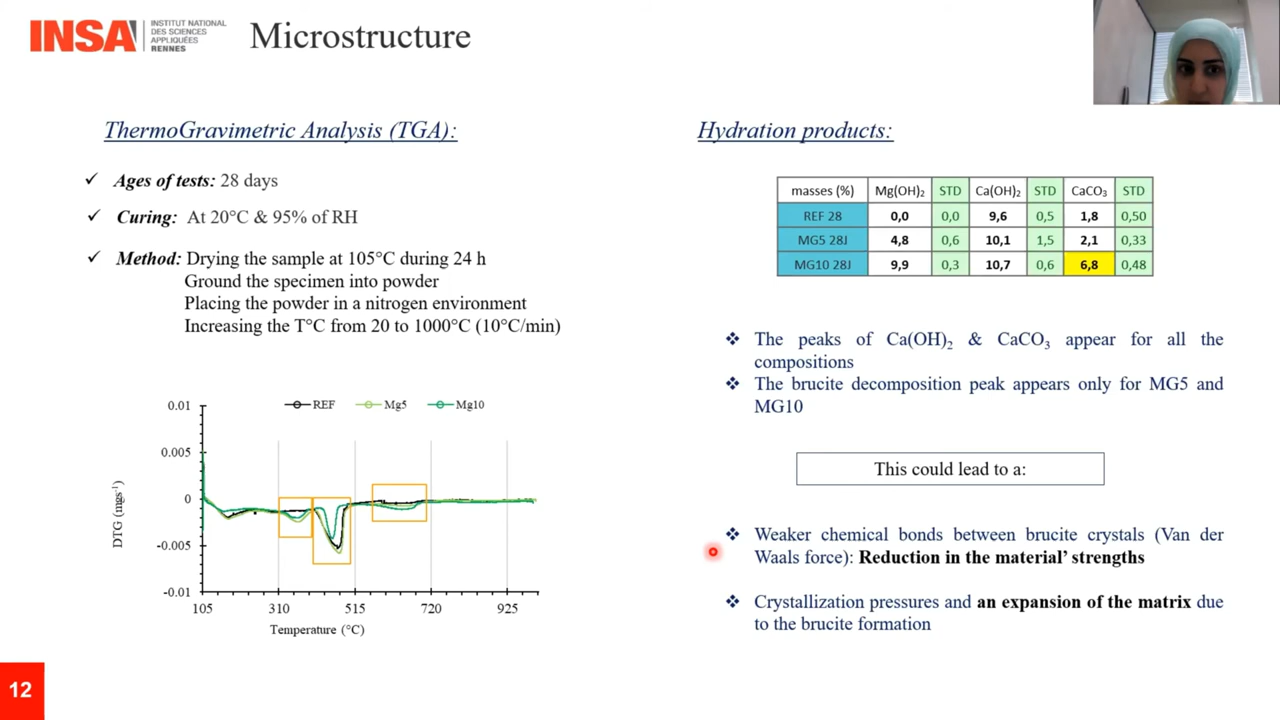 INSA
INSTITUT NATIONAL
DES SCIENCES
APPLIQUÉES
RENNES
Microstructure
ThermoGravimetric Analysis (TGA):
✓ Ages of tests: 28 days
✓ Curing: At 20°C & 95% of RH
✓ Method: Drying the sample at 105°C during 24 h
Ground the specimen into powder
Placing the powder in a nitrogen environment
Increasing the T°C from 20 to 1000°C (10°C/min)
REF Mg5 Mg10
0.01
0.005
0
-0.005
-0.01
DTG (mgs⁻¹)
105 310 515 720 925
Temperature (°C)
Hydration products:
masses (%) Mg(OH)₂ STD Ca(OH)₂ STD CaCO₃ STD
REF 28 0,0 0,0 9,6 0,5 1,8 0,50
MG5 28J 4,8 0,6 10,1 1,5 2,1 0,33
MG10 28J 9,9 0,3 10,7 0,6 6,8 0,48
❖ The peaks of Ca(OH)₂ & CaCO₃ appear for all the
compositions
❖ The brucite decomposition peak appears only for MG5 and
MG10
This could lead to a:
❖ Weaker chemical bonds between brucite crystals (Van der
Waals force): Reduction in the material' strengths
❖ Crystallization pressures and an expansion of the matrix due
to the brucite formation
12